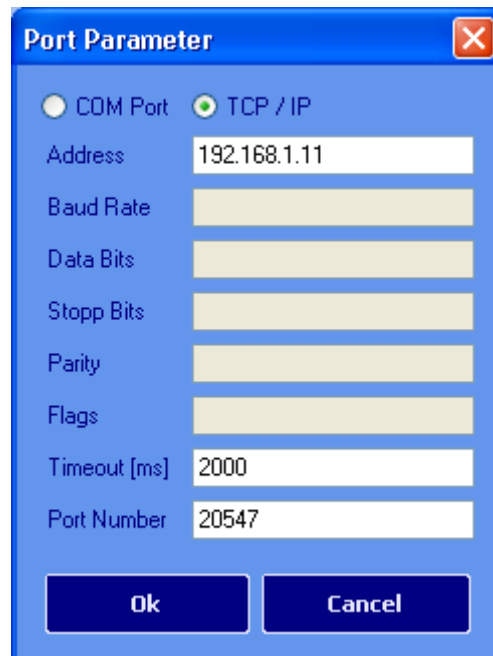 Port Parameter
COM Port TCP / IP
Address 192.168.1.11
Baud Rate
Data Bits
Stopp Bits
Parity
Flags
Timeout [ms] 2000
Port Number 20547
Ok Cancel